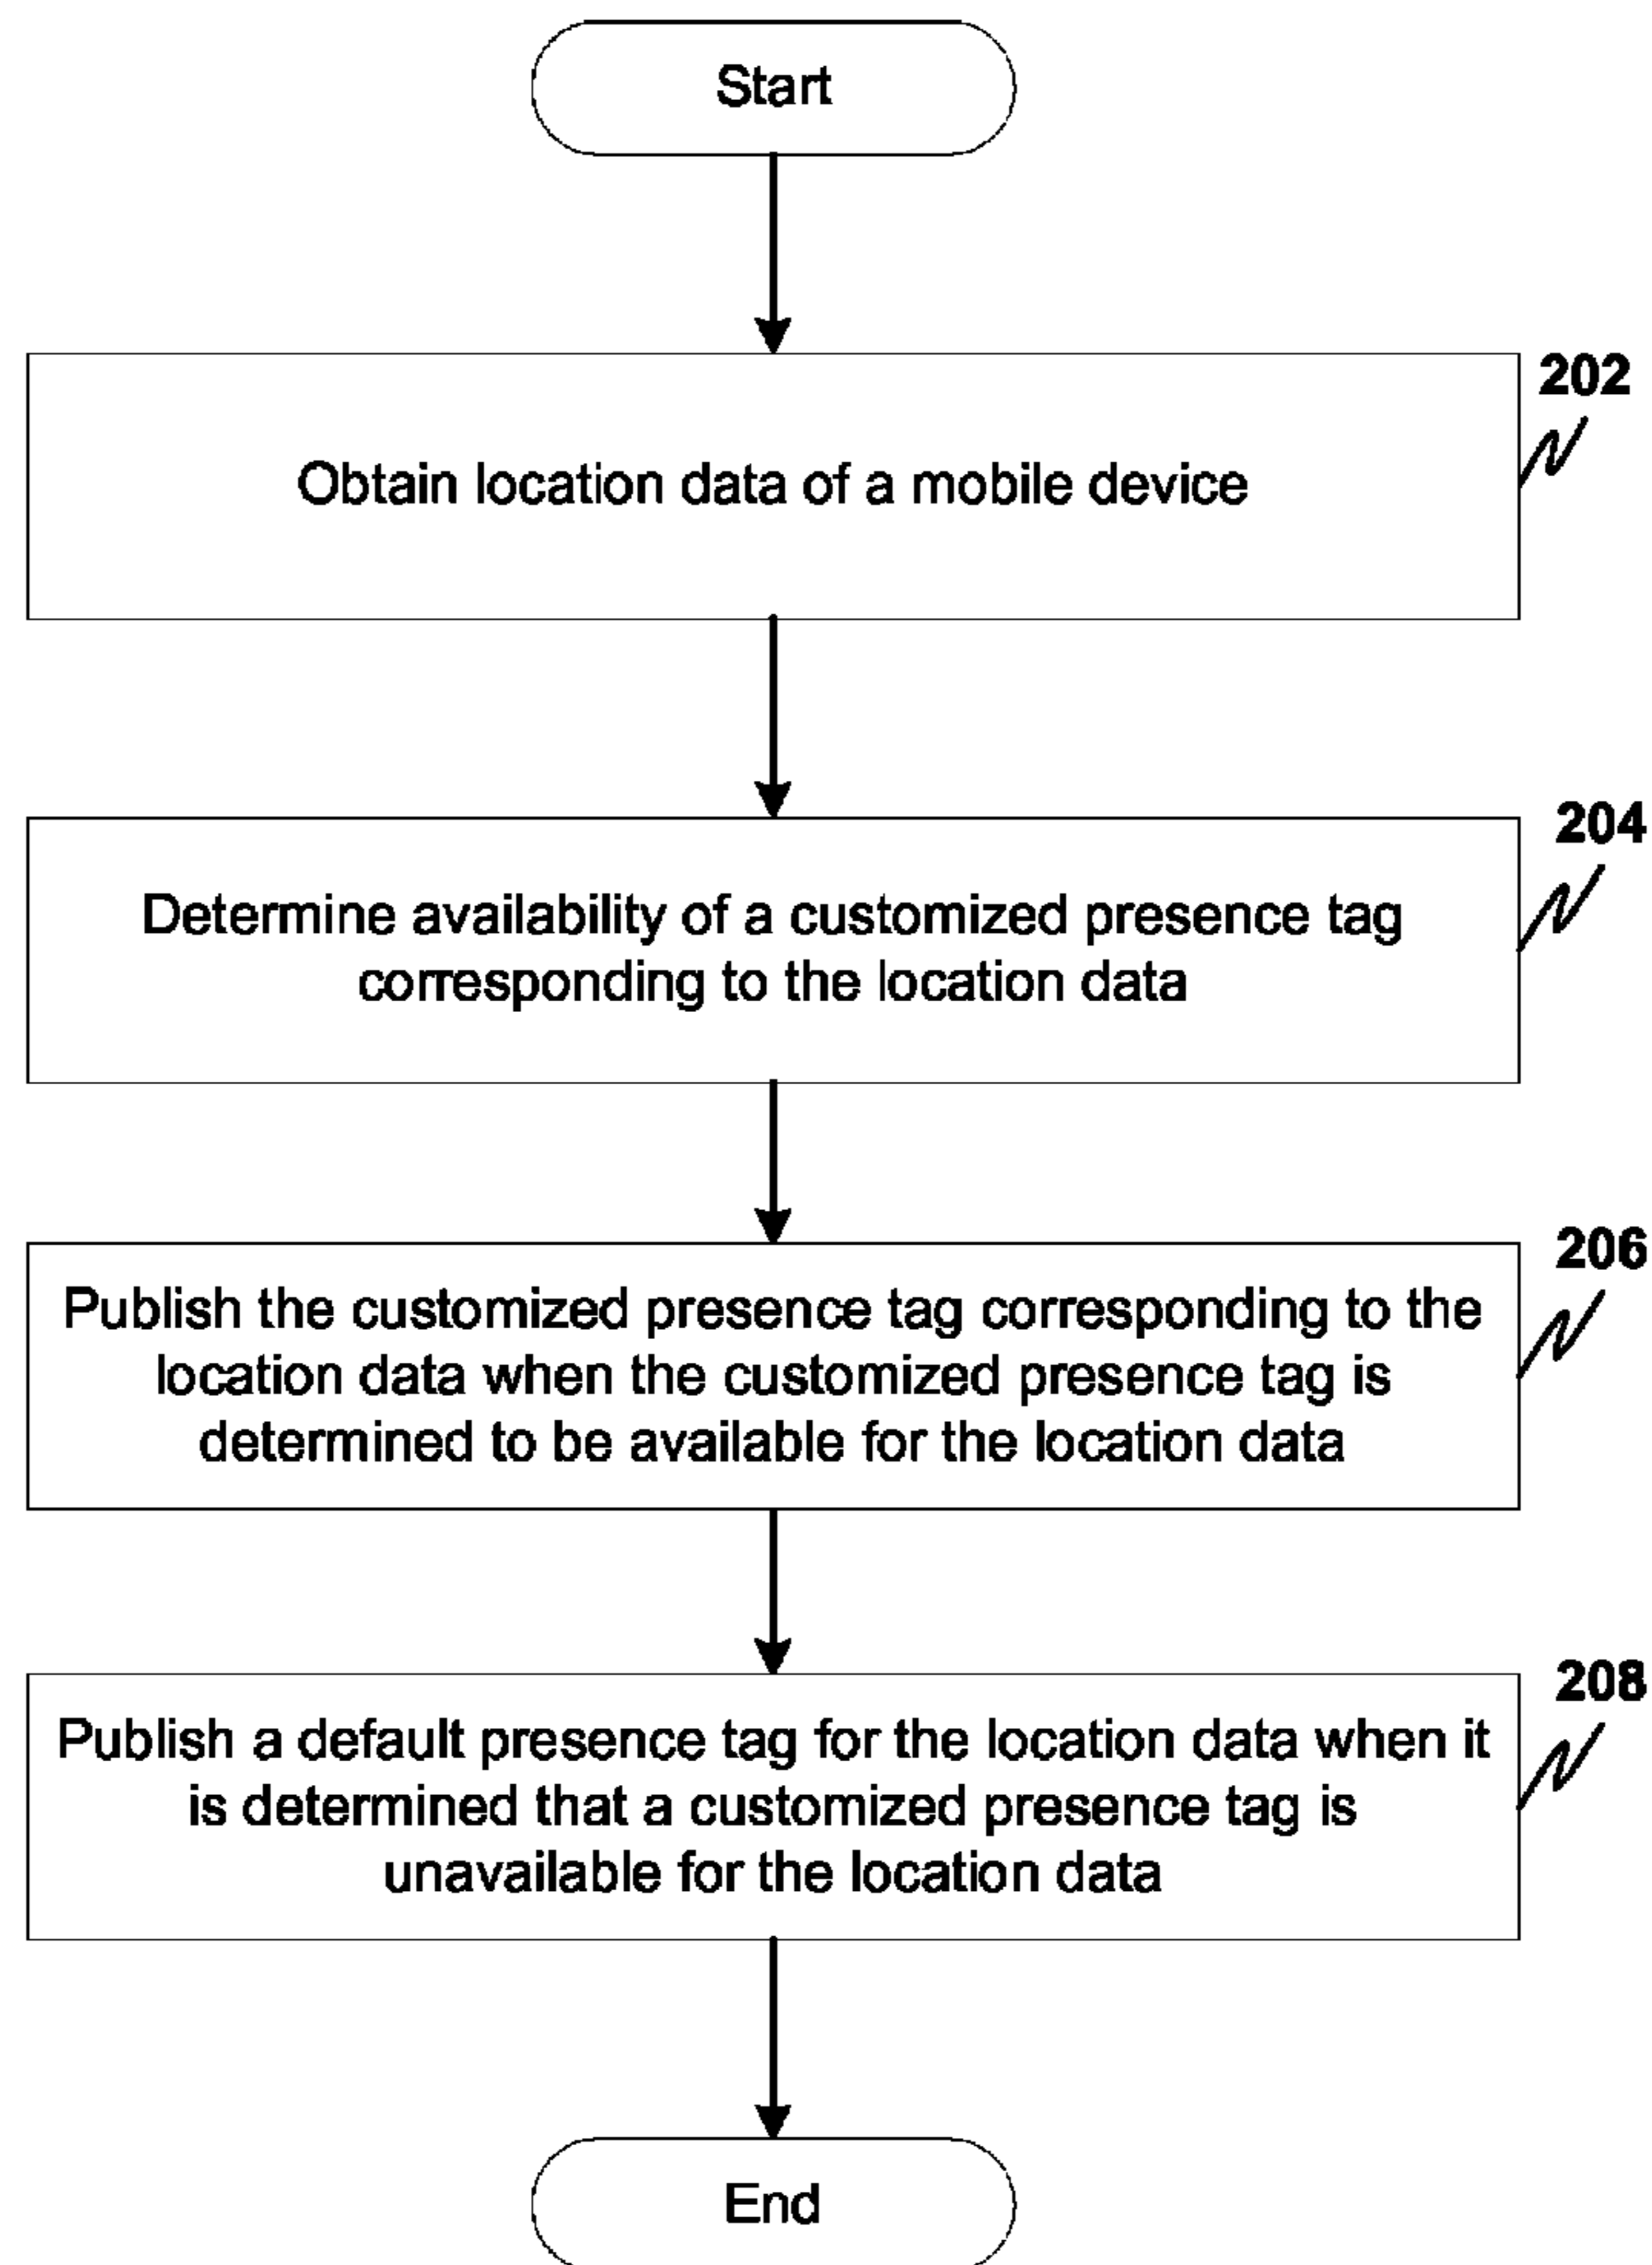 Start
202
Obtain location data of a mobile device
204
Determine availability of a customized presence tag
corresponding to the location data
206
Publish the customized presence tag corresponding to the
location data when the customized presence tag is
determined to be available for the location data
208
Publish a default presence tag for the location data when it
is determined that a customized presence tag is
unavailable for the location data
End